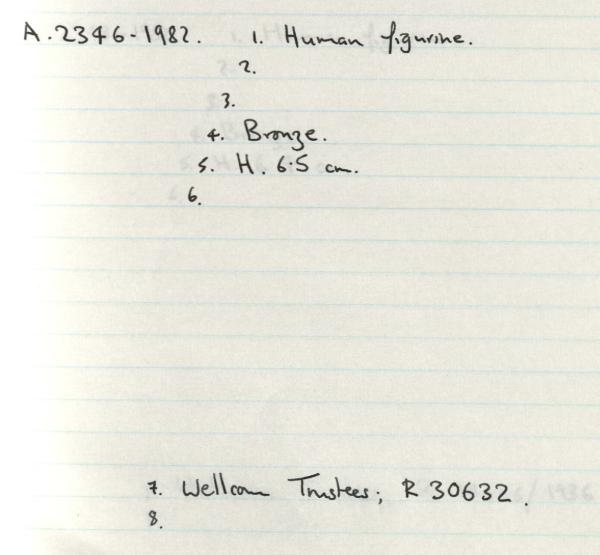 A.2346-1982. 1. Human figurine.
2.
3.
4. Bronze.
5. H. 6.5 cm.
6.
7. Wellcom Trustees; R 30632.
8.